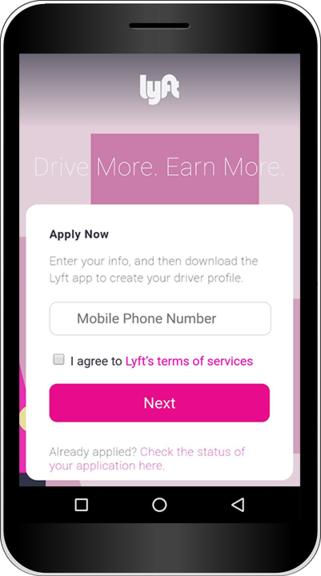 lyft
Drive More. Earn More.
Apply Now
Enter your info, and then download the
Lyft app to create your driver profile.
Mobile Phone Number
I agree to Lyft's terms of services
Next
Already applied? Check the status of
your application here.